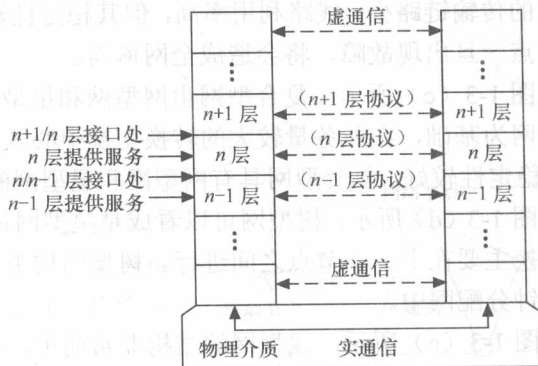 虚通信
⋮ ⋮
n+1 层 (n+1 层协议) n+1 层
n+1/n 层接口处
n 层提供服务 n 层 (n 层协议) n 层
n/n−1 层接口处
n−1 层提供服务 n−1 层 (n−1 层协议) n−1 层
⋮ ⋮
虚通信
物理介质 实通信